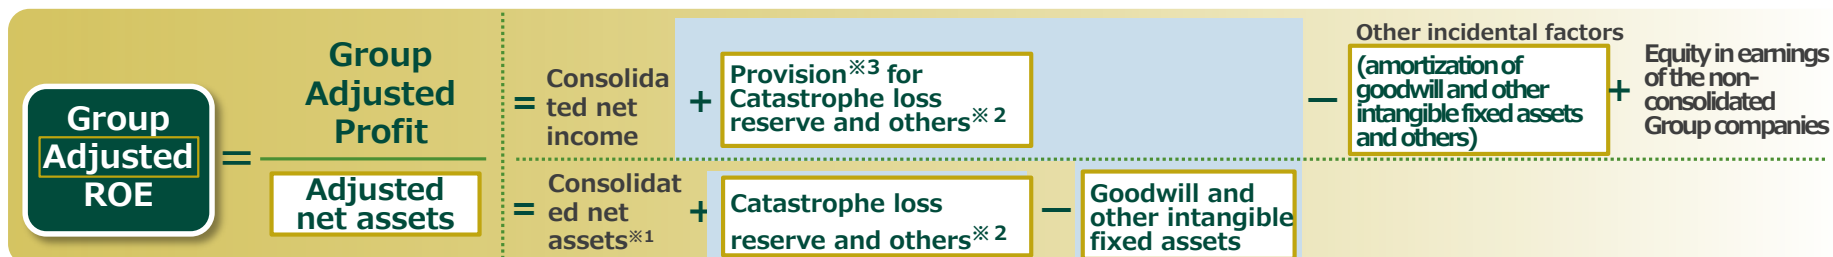 Group
Adjusted
ROE
=
Group
Adjusted
Profit
Adjusted
net assets
= Consolida
ted net
income
+
Provision※3 for
Catastrophe loss
reserve and others※2
−
Other incidental factors
(amortization of
goodwill and other
intangible fixed assets
and others)
+
Equity in earnings
of the non-
consolidated
Group companies
= Consolidat
ed net
assets※1
+
Catastrophe loss
reserve and others※2
−
Goodwill and
other intangible
fixed assets